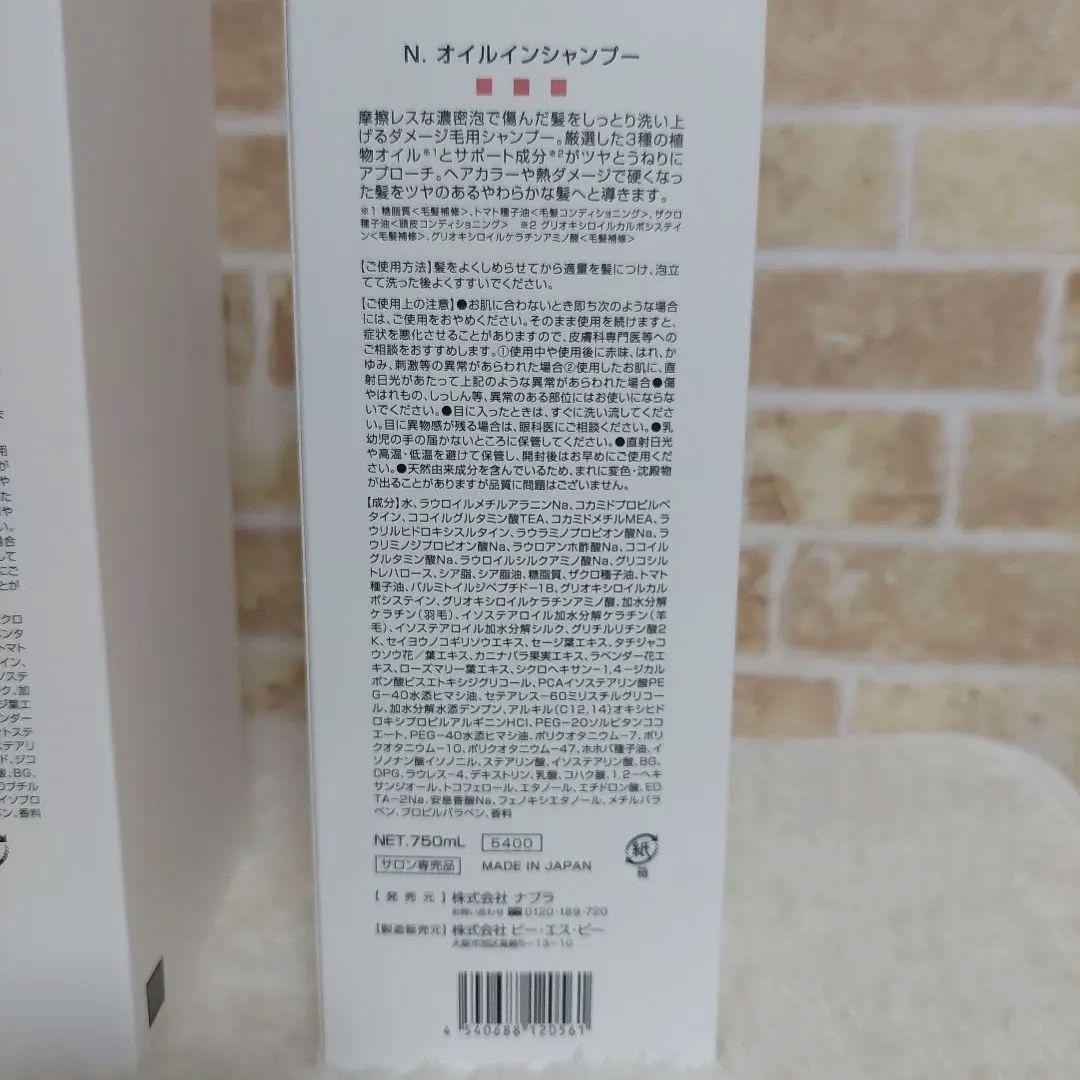 N. オイルインシャンプー
摩擦レスな濃密泡で傷んだ髪をしっとり洗い上
げるダメージ毛用シャンプー。厳選した3種の植
物オイル※1とサポート成分※2がツヤとうねりに
アプローチ。ヘアカラーや熱ダメージで硬くなっ
た髪をツヤのあるやわらかな髪へと導きます。
※1 糖脂質<毛髪補修>、トマト種子油<毛髪コンディショニング>、ザクロ
種子油<頭皮コンディショニング> ※2 グリオキシロイルカルボシステイ
ン<毛髪補修>、グリオキシロイルケラチンアミノ酸<毛髪補修>
【ご使用方法】髪をよくしめらせてから適量を髪につけ、泡立
てて洗った後よくすすいでください。
【ご使用上の注意】●お肌に合わないとき即ち次のような場合
には、ご使用をおやめください。そのまま使用を続けますと、
症状を悪化させることがありますので、皮膚科専門医等への
ご相談をおすすめします。①使用中や使用後に赤味、はれ、か
ゆみ、刺激等の異常があらわれた場合②使用したお肌に、直
射日光があたって上記のような異常があらわれた場合●傷
やはれもの、しっしん等、異常のある部位にはお使いにならな
いでください。●目に入ったときは、すぐに洗い流してくださ
い。目に異物感が残る場合は、眼科医にご相談ください。●乳
幼児の手の届かないところに保管してください。●直射日光
や高温・低温を避けて保管し、開封後はお早めにご使用くだ
さい。●天然由来成分を含んでいるため、まれに変色・沈殿物
が出ることがありますが品質に問題はございません。
【成分】水、ラウロイルメチルアラニンNa、コカミドプロピルベ
タイン、ココイルグルタミン酸TEA、コカミドメチルMEA、ラ
ウリルヒドロキシスルタイン、ラウラミノプロピオン酸Na、ラ
ウリミノジプロピオン酸Na、ラウロアンホ酢酸Na、ココイル
グルタミン酸Na、ラウロイルシルクアミノ酸Na、グリコシル
トレハロース、シア脂、シア脂油、糖脂質、ザクロ種子油、トマト
種子油、パルミトイルジペプチド-18、グリオキシロイルカル
ボシステイン、グリオキシロイルケラチンアミノ酸、加水分解
ケラチン(羽毛)、イソステアロイル加水分解ケラチン(羊
毛)、イソステアロイル加水分解シルク、グリチルリチン酸2
K、セイヨウノコギリソウエキス、セージ葉エキス、タチジャコ
ウソウ花/葉エキス、カニナバラ果実エキス、ラベンダー花エ
キス、ローズマリー葉エキス、シクロヘキサン-1,4-ジカル
ボン酸ビスエトキシジグリコール、PCAイソステアリン酸PE
G-40水添ヒマシ油、セテアレス-60ミリスチルグリコー
ル、加水分解水添デンプン、アルキル(C12,14)オキシヒド
ロキシプロピルアルギニンHCl、PEG-20ソルビタンココ
エート、PEG-40水添ヒマシ油、ポリクオタニウム-7、ポリ
クオタニウム-10、ポリクオタニウム-47、ホホバ種子油、イ
ソノナン酸イソノニル、ステアリン酸、イソステアリン酸、BG、
DPG、ラウレス-4、デキストリン、乳酸、コハク酸、1,2-ヘキ
サンジオール、トコフェロール、エタノール、エチドロン酸、ED
TA-2Na、安息香酸Na、フェノキシエタノール、メチルパラ
ベン、プロピルパラベン、香料
NET.750mL 5400
サロン専売品 MADE IN JAPAN
紙
箱
【発売元】株式会社 ナプラ
お問い合わせ 0120-189-720
【製造販売元】株式会社 ビー・エス・ピー
大阪市旭区高殿5-13-10
4 540688 120561